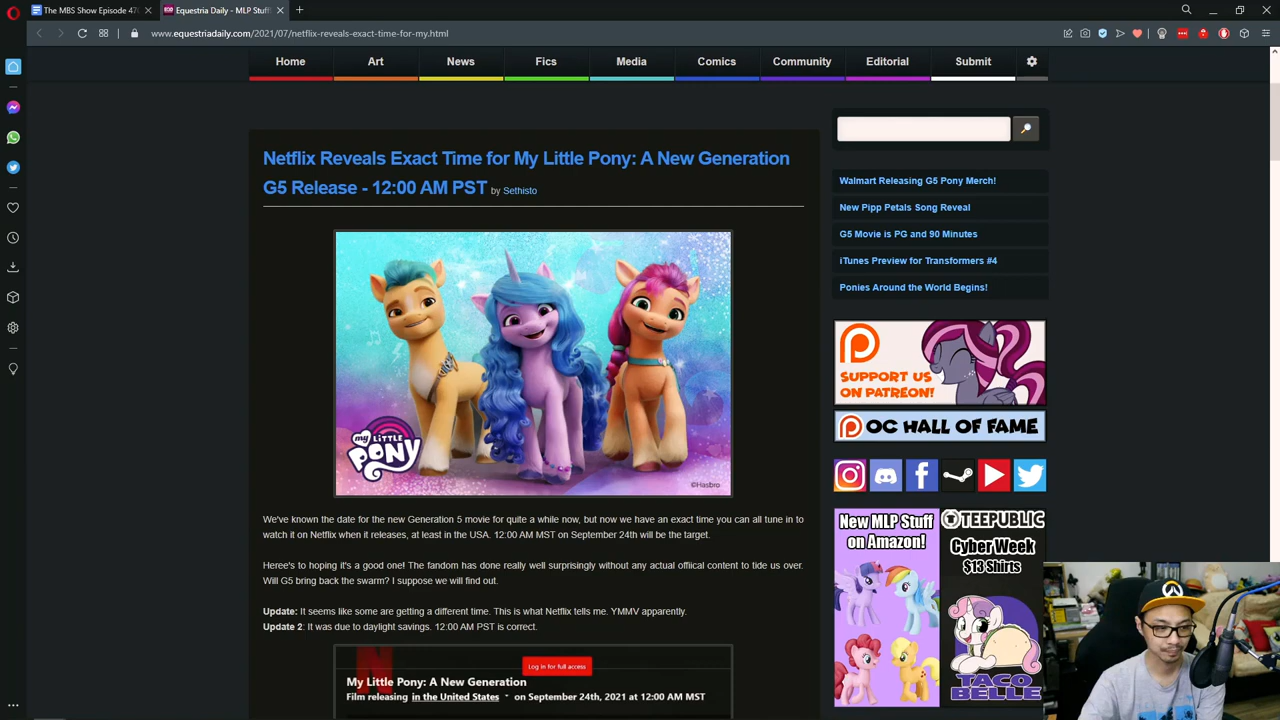 The MBS Show Episode 470
Equestria Daily - MLP Stuff
www.equestriadaily.com/2021/07/netflix-reveals-exact-time-for-my.html
Home
Art
News
Fics
Media
Comics
Community
Editorial
Submit
Netflix Reveals Exact Time for My Little Pony: A New Generation
G5 Release - 12:00 AM PST by Sethisto
my LiTTLE
PONY
©Hasbro
We've known the date for the new Generation 5 movie for quite a while now, but now we have an exact time you can all tune in to
watch it on Netflix when it releases, at least in the USA. 12:00 AM MST on September 24th will be the target.
Heree's to hoping it's a good one! The fandom has done really well surprisingly without any actual offiical content to tide us over.
Will G5 bring back the swarm? I suppose we will find out.
Update: It seems like some are getting a different time. This is what Netflix tells me. YMMV apparently.
Update 2: It was due to daylight savings. 12:00 AM PST is correct.
Log in for full access
My Little Pony: A New Generation
Film releasing in the United States - on September 24th, 2021 at 12:00 AM MST
Walmart Releasing G5 Pony Merch!
New Pipp Petals Song Reveal
G5 Movie is PG and 90 Minutes
iTunes Preview for Transformers #4
Ponies Around the World Begins!
SUPPORT US
ON PATREON!
OC HALL OF FAME
New MLP Stuff
on Amazon!
TEEPUBLIC
Cyber Week
$13 Shirts
TACO
BELLE